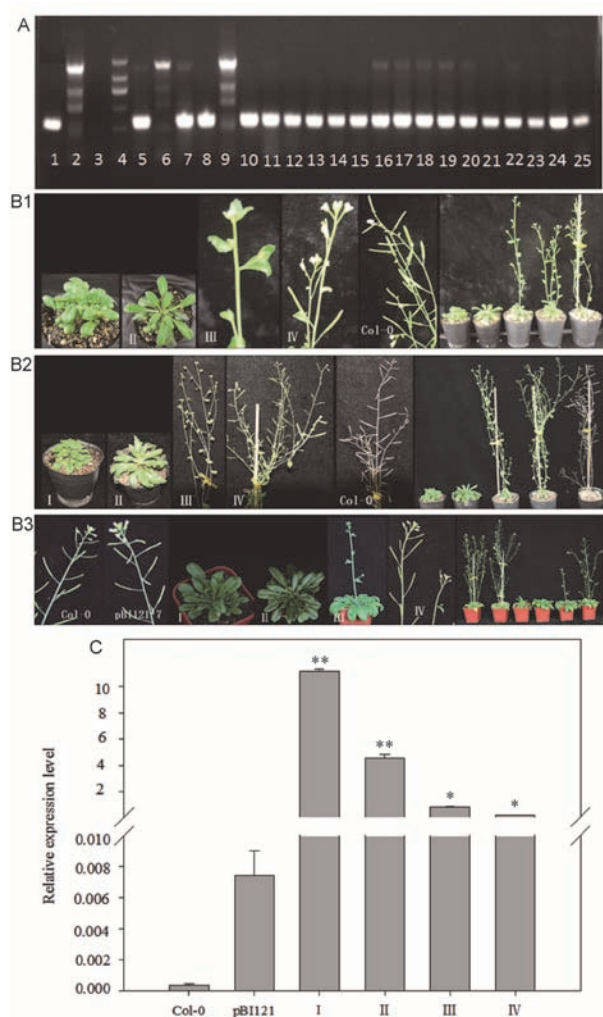 A
1 2 3 4 5 6 7 8 9 10 11 12 13 14 15 16 17 18 19 20 21 22 23 24 25
B1
I II III IV Col-0
B2
I II III IV Col-0
B3
Col-0 pBI121-7 I II III IV
C
Relative expression level
10
8
6
4
2
0.010
0.008
0.006
0.004
0.002
0.000
** ** * *
Col-0 pBI121 I II III IV